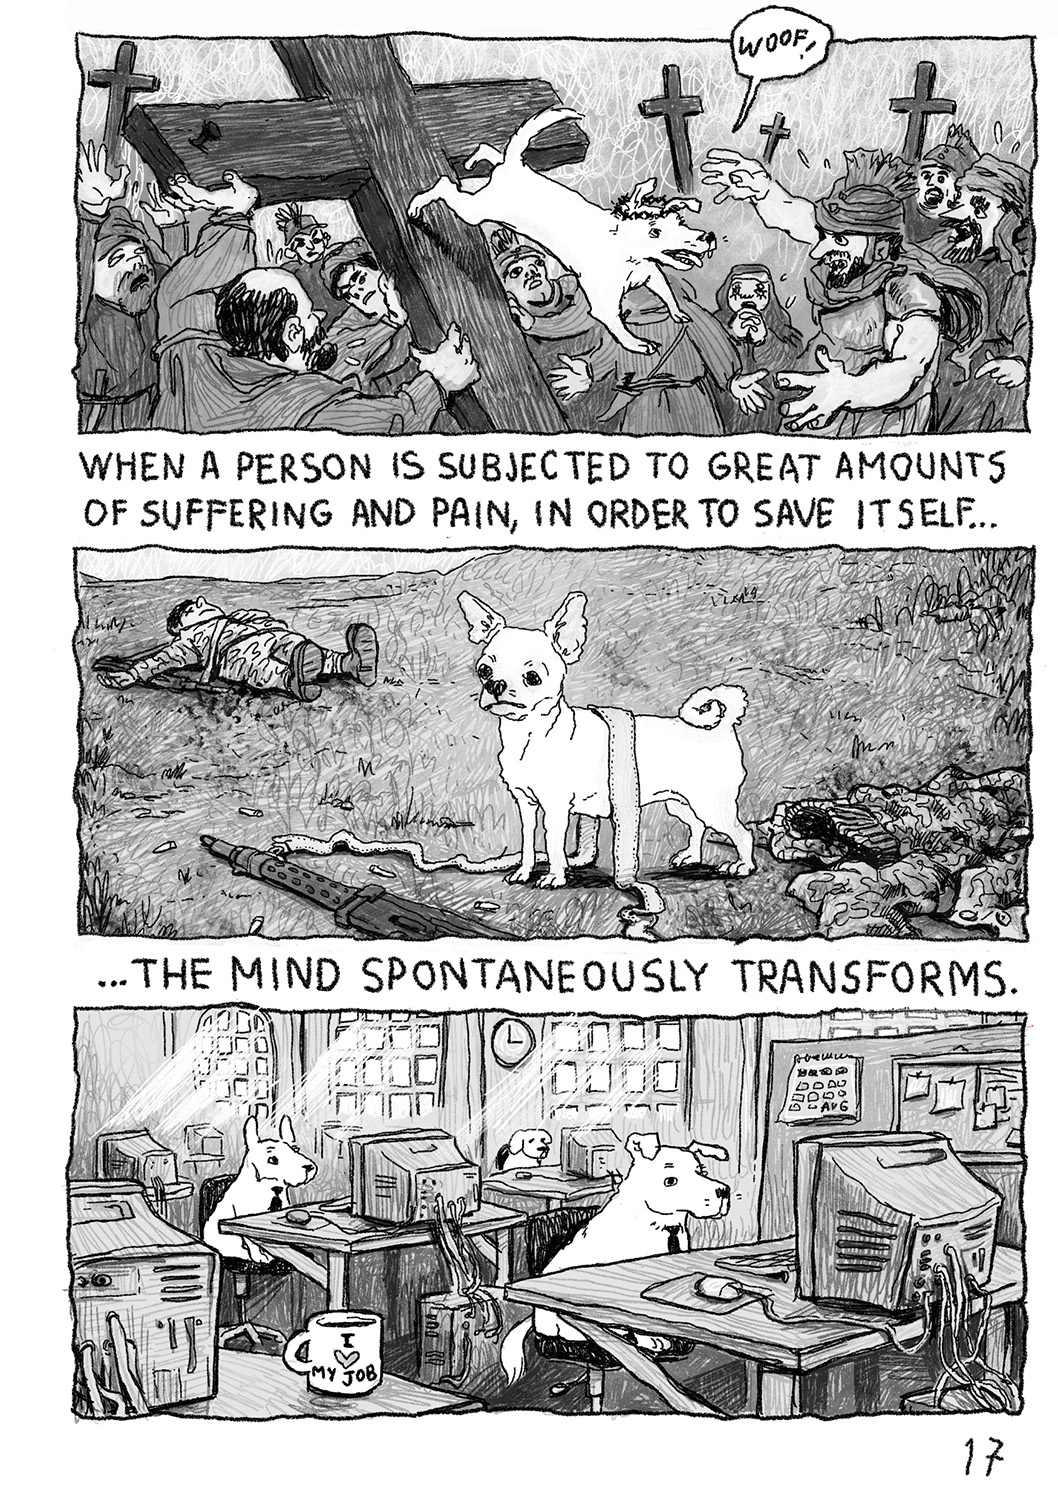 WOOF!
WHEN A PERSON IS SUBJECTED TO GREAT AMOUNTS
OF SUFFERING AND PAIN, IN ORDER TO SAVE ITSELF...
...THE MIND SPONTANEOUSLY TRANSFORMS.
AUG
I
♡
MY JOB
17